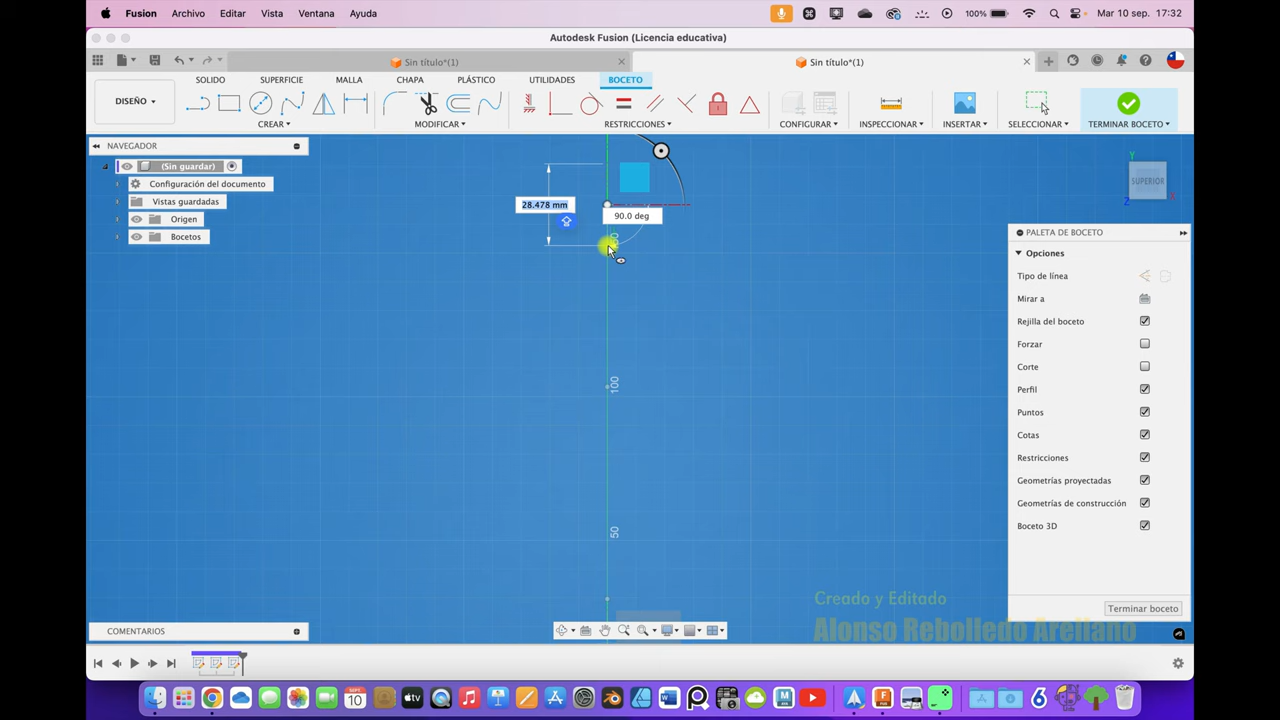 Fusion Archivo Editar Vista Ventana Ayuda 100% Mar 10 sep. 17:32
Autodesk Fusion (Licencia educativa)
Sin título*(1) Sin título*(1)
SOLIDO SUPERFICIE MALLA CHAPA PLÁSTICO UTILIDADES BOCETO
DISEÑO
CREAR MODIFICAR RESTRICCIONES CONFIGURAR INSPECCIONAR INSERTAR SELECCIONAR TERMINAR BOCETO
NAVEGADOR
(Sin guardar)
Configuración del documento
Vistas guardadas
Origen
Bocetos
28.478 mm
90.0 deg
100
50
Y
SUPERIOR
X
Z
PALETA DE BOCETO
Opciones
Tipo de línea
Mirar a
Rejilla del boceto
Forzar
Corte
Perfil
Puntos
Cotas
Restricciones
Geometrías proyectadas
Geometrías de construcción
Boceto 3D
Terminar boceto
Creado y Editado
Alonso Rebolledo Arellano
COMENTARIOS
SEP
10
tv